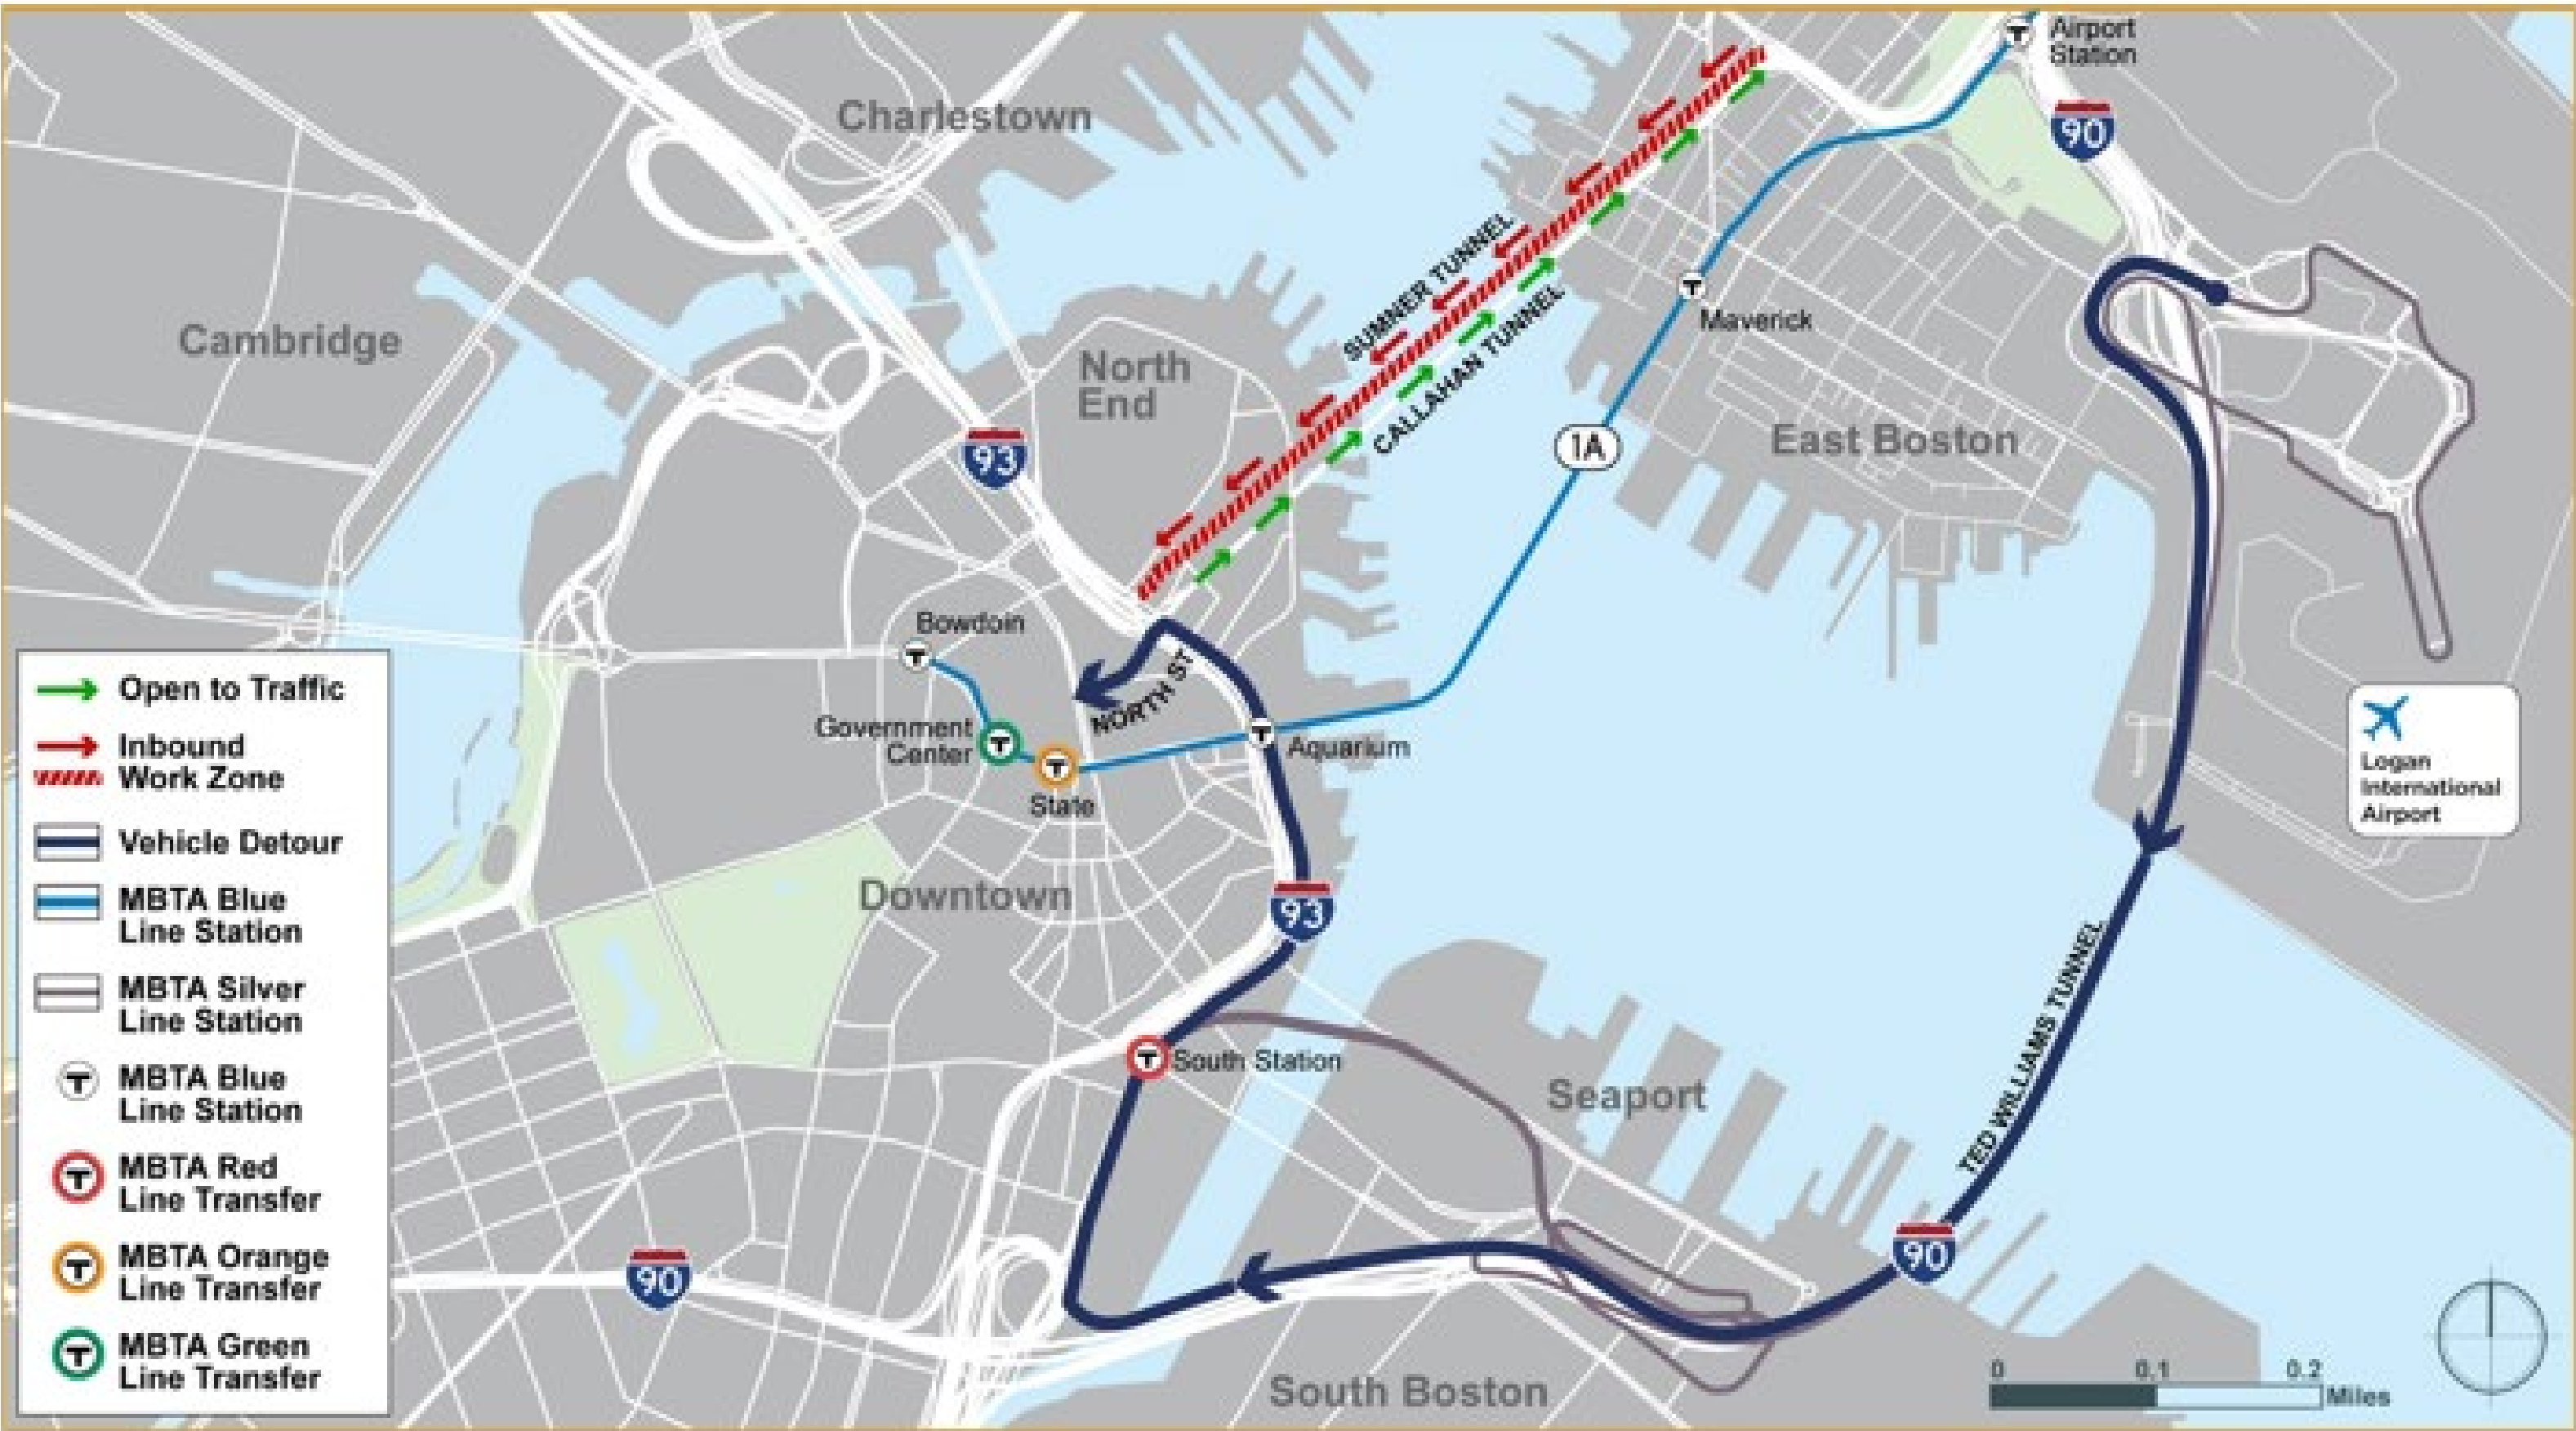 Airport
Station
90
Charlestown
SUMNER TUNNEL
CALLAHAN TUNNEL
Maverick
Cambridge
North
End
93
1A
East Boston
Bowdoin
NORTH ST
Government
Center
State
Aquarium
Logan
International
Airport
Downtown
93
TED WILLIAMS TUNNEL
South Station
Seaport
90
90
South Boston
Open to Traffic
Inbound
Work Zone
Vehicle Detour
MBTA Blue
Line Station
MBTA Silver
Line Station
T
MBTA Blue
Line Station
T
MBTA Red
Line Transfer
T
MBTA Orange
Line Transfer
T
MBTA Green
Line Transfer
0 0.1 0.2
Miles